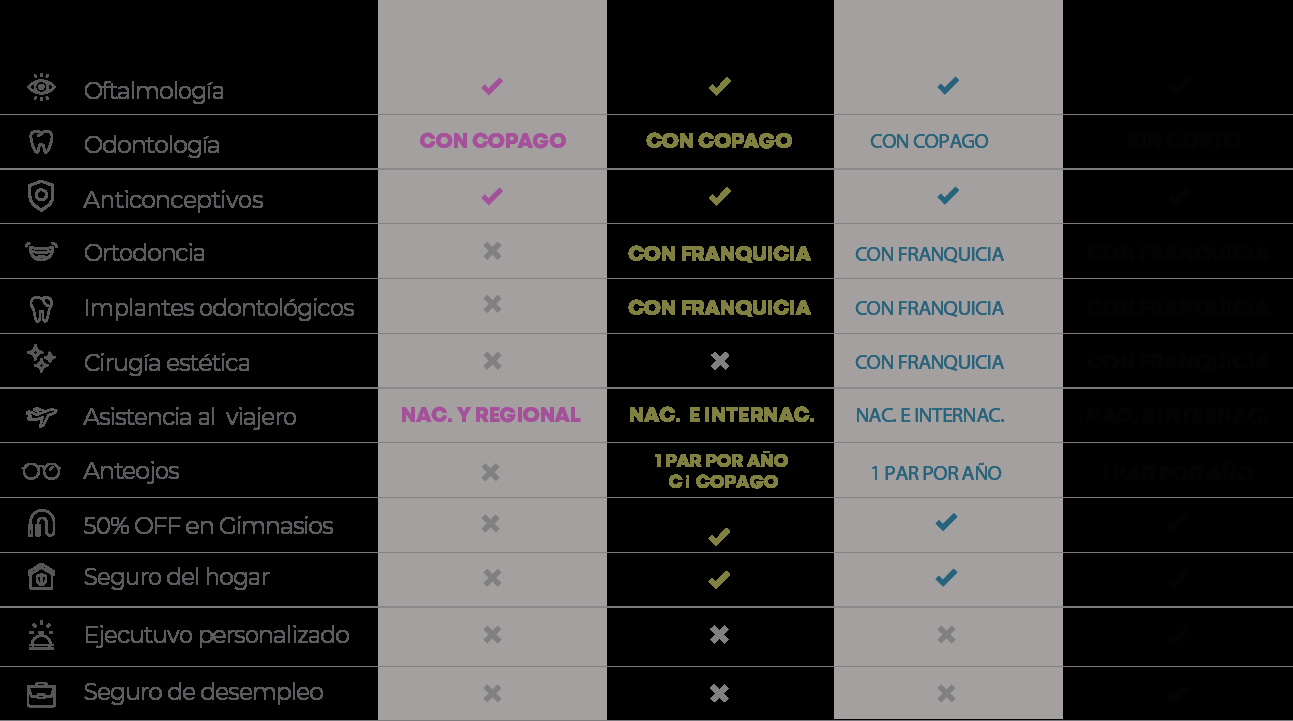 Oftalmología
Odontología CON COPAGO CON COPAGO CON COPAGO SIN COSTO
Anticonceptivos
Ortodoncia CON FRANQUICIA CON FRANQUICIA CON FRANQUICIA
Implantes odontológicos CON FRANQUICIA CON FRANQUICIA CON FRANQUICIA
Cirugía estética CON FRANQUICIA CON FRANQUICIA
Asistencia al viajero NAC. Y REGIONAL NAC. E INTERNAC. NAC. E INTERNAC. NAC. E INTERNAC.
Anteojos 1 PAR POR AÑO C/ COPAGO 1 PAR POR AÑO 1 PAR POR AÑO
50% OFF en Gimnasios
Seguro del hogar
Ejecutuvo personalizado
Seguro de desempleo